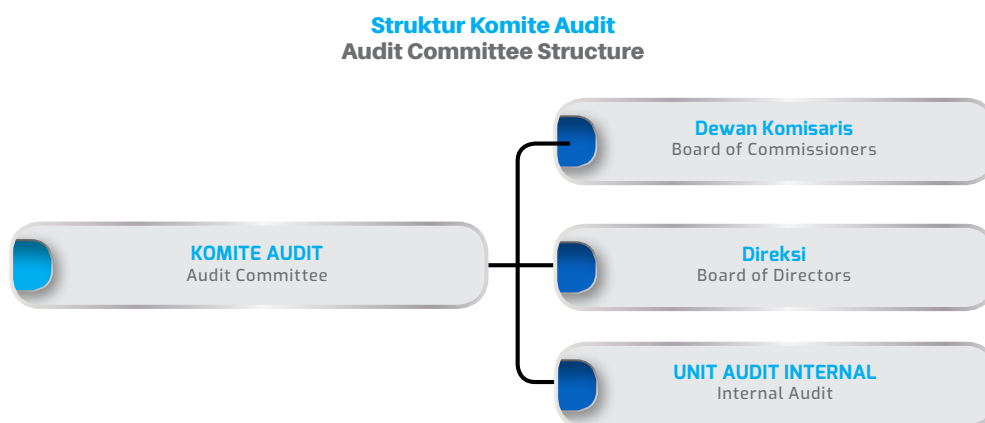 Struktur Komite Audit
Audit Committee Structure
Dewan Komisaris
Board of Commissioners
KOMITE AUDIT
Audit Committee
Direksi
Board of Directors
UNIT AUDIT INTERNAL
Internal Audit